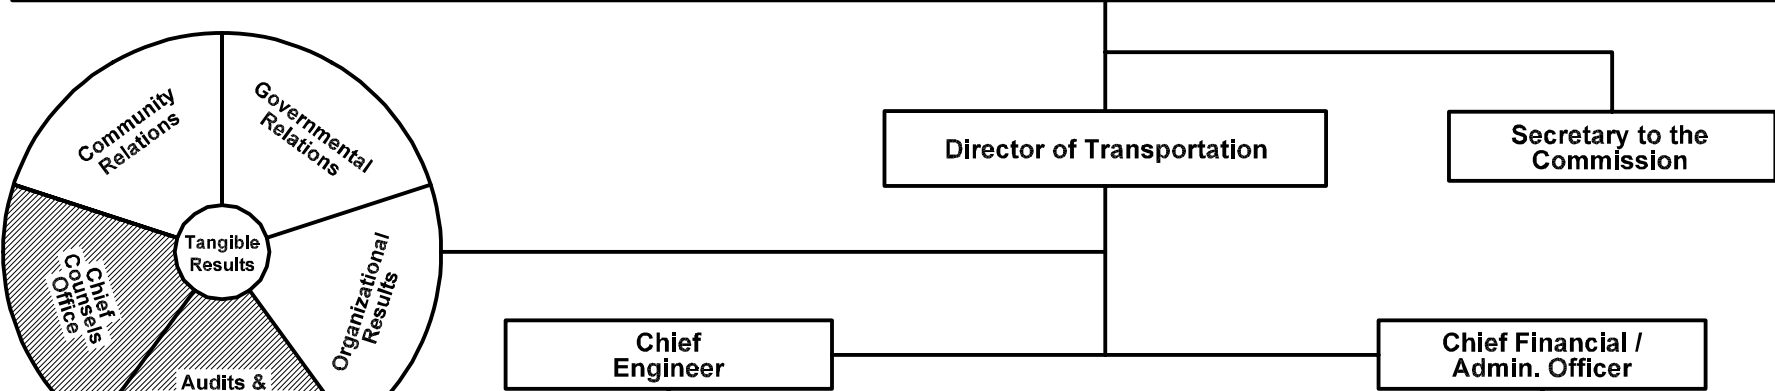 Community
Relations
Governmental
Relations
Director of Transportation
Secretary to the
Commission
Tangible
Results
Chief
Counsels
Office
Organizational
Results
Chief
Engineer
Chief Financial /
Admin. Officer
Audits &